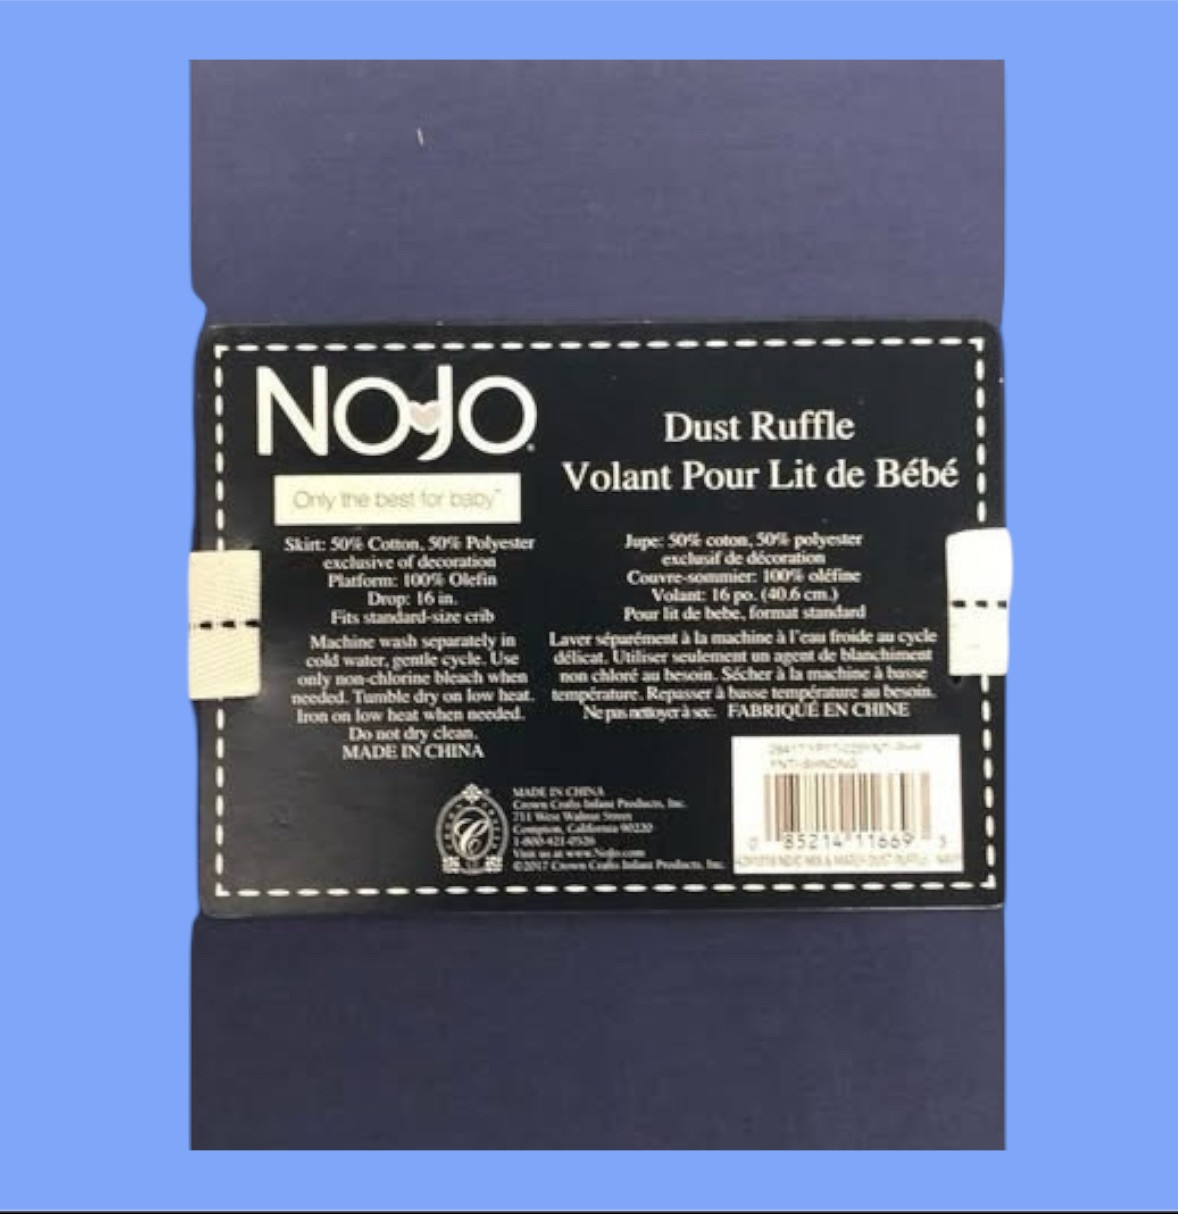 NoJo
Only the best for baby™
Skirt: 50% Cotton, 50% Polyester
exclusive of decoration
Platform: 100% Olefin
Drop: 16 in.
Fits standard-size crib
Machine wash separately in
cold water, gentle cycle. Use
only non-chlorine bleach when
needed. Tumble dry on low heat.
Iron on low heat when needed.
Do not dry clean.
MADE IN CHINA
Dust Ruffle
Volant Pour Lit de Bébé
Jupe: 50% coton, 50% polyester
exclusif de décoration
Couvre-sommier: 100% oléfine
Volant: 16 po. (40.6 cm.)
Pour lit de bebe, format standard
Laver séparément à la machine à l'eau froide au cycle
délicat. Utiliser seulement un agent de blanchiment
non chloré au besoin. Sécher à la machine à basse
température. Repasser à basse température au besoin.
Ne pas nettoyer à sec. FABRIQUÉ EN CHINE
MADE IN CHINA
Crown Crafts Infant Products, Inc.
711 West Walnut Street
Compton, California 90220
1-800-421-0526
Visit us at www.NoJo.com
©2017 Crown Crafts Infant Products, Inc.
0 85214 11669 3
DUST RUFFLE